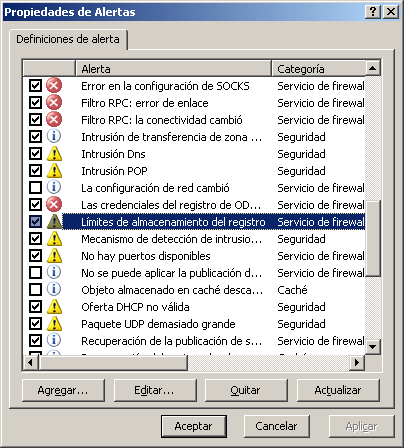 Propiedades de Alertas
Definiciones de alerta
Alerta Categoría
Error en la configuración de SOCKS Servicio de firewal
Filtro RPC: error de enlace Servicio de firewal
Filtro RPC: la conectividad cambió Servicio de firewal
Intrusión de transferencia de zona ... Seguridad
Intrusión Dns Seguridad
Intrusión POP Seguridad
La configuración de red cambió Servicio de firewal
Las credenciales del registro de OD... Servicio de firewal
Límites de almacenamiento del registro Servicio de firewal
Mecanismo de detección de intrusio... Seguridad
No hay puertos disponibles Servicio de firewal
No se puede aplicar la publicación d... Servicio de firewal
Objeto almacenado en caché desca... Caché
Oferta DHCP no válida Seguridad
Paquete UDP demasiado grande Seguridad
Recuperación de la publicación de s... Servicio de firewal
Agregar... Editar... Quitar Actualizar
Aceptar Cancelar Aplicar